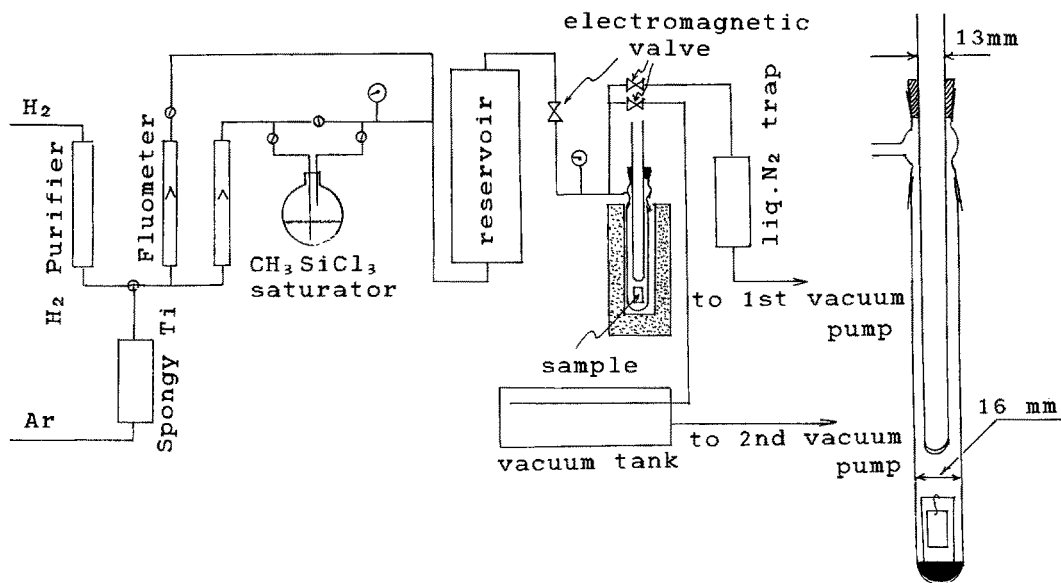 electromagnetic
valve
13mm
H₂
H₂ Purifier
Fluometer
CH₃SiCl₃
saturator
reservoir
liq.N₂ trap
to 1st vacuum
pump
Spongy Ti
sample
Ar
16 mm
to 2nd vacuum
pump
vacuum tank